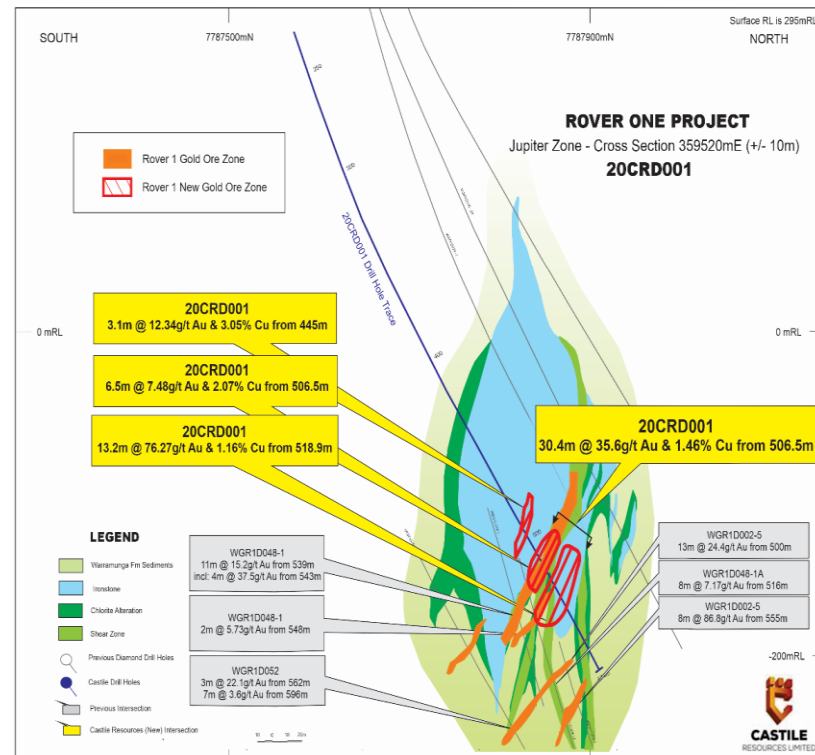 SOUTH
7787500mN
7787900mN
Surface RL is 295mRL
NORTH
ROVER ONE PROJECT
Jupiter Zone - Cross Section 359520mE (+/- 10m)
20CRD001
Rover 1 Gold Ore Zone
Rover 1 New Gold Ore Zone
20CRD001 Drill Hole Trace
400
500
0 mRL
0 mRL
20CRD001
3.1m @ 12.34g/t Au & 3.05% Cu from 445m
20CRD001
6.5m @ 7.48g/t Au & 2.07% Cu from 506.5m
20CRD001
13.2m @ 76.27g/t Au & 1.16% Cu from 518.9m
20CRD001
30.4m @ 35.6g/t Au & 1.46% Cu from 506.5m
LEGEND
Warramunga Fm Sediments
Ironstone
Chlorite Alteration
Shear Zone
Previous Diamond Drill Holes
Castile Drill Holes
Previous Intersection
Castile Resources (New) Intersection
WGR1D048-1
11m @ 15.2g/t Au from 539m
incl: 4m @ 37.5g/t Au from 543m
WGR1D048-1
2m @ 5.73g/t Au from 548m
WGR1D052
3m @ 22.1g/t Au from 562m
7m @ 3.6g/t Au from 596m
WGR1D002-5
13m @ 24.4g/t Au from 500m
WGR1D048-1A
8m @ 7.17g/t Au from 516m
WGR1D002-5
8m @ 86.8g/t Au from 555m
-200mRL
10 0 10 20m
CASTILE
RESOURCES LIMITED